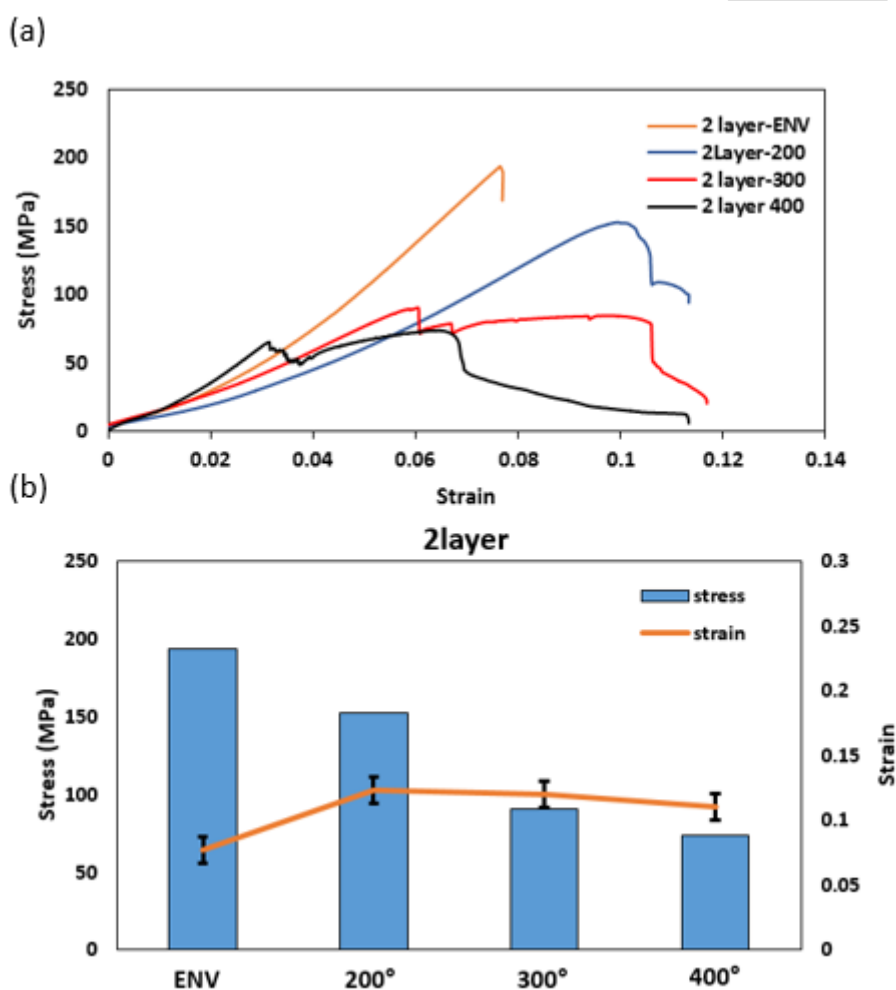 (a)
250
200
150
100
50
0
Stress (MPa)
2 layer-ENV
2Layer-200
2 layer-300
2 layer 400
0 0.02 0.04 0.06 0.08 0.1 0.12 0.14
Strain
(b)
2layer
250
200
150
100
50
0
Stress (MPa)
stress
strain
0.3
0.25
0.2
0.15
0.1
0.05
0
Strain
ENV 200° 300° 400°